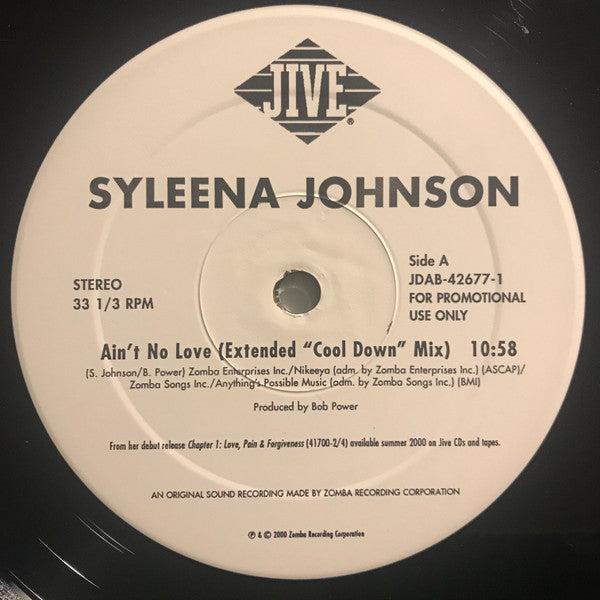 JIVE®
SYLEENA JOHNSON
STEREO
33 1/3 RPM
Side A
JDAB-42677-1
FOR PROMOTIONAL
USE ONLY
Ain't No Love (Extended "Cool Down" Mix) 10:58
(S. Johnson/B. Power) Zomba Enterprises Inc./Nikeeya (adm. by Zomba Enterprises Inc.) (ASCAP)/
Zomba Songs Inc./Anything's Possible Music (adm. by Zomba Songs Inc.) (BMI)
Produced by Bob Power
From her debut release Chapter 1: Love, Pain & Forgiveness (41700-2/4) available summer 2000 on Jive CDs and tapes.
AN ORIGINAL SOUND RECORDING MADE BY ZOMBA RECORDING CORPORATION
℗ & © 2000 Zomba Recording Corporation